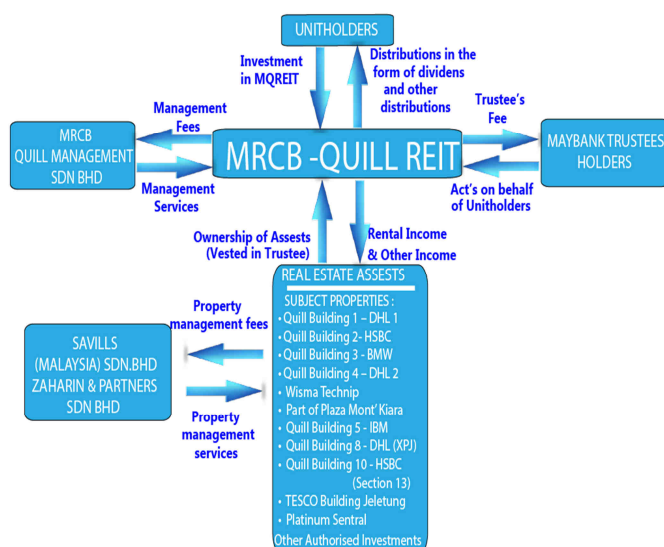 UNITHOLDERS
Investment
in MQREIT
Distributions in the
form of dividens
and other
distributions
Management
Fees
Trustee's
Fee
MRCB
QUILL MANAGEMENT
SDN BHD
MRCB -QUILL REIT
MAYBANK TRUSTEES
HOLDERS
Management
Services
Act's on behalf
of Unitholders
Ownership of Assests
(Vested in Trustee)
Rental Income
& Other Income
REAL ESTATE ASSESTS
SUBJECT PROPERTIES :
• Quill Building 1 – DHL 1
• Quill Building 2- HSBC
• Quill Building 3 - BMW
• Quill Building 4 – DHL 2
• Wisma Technip
• Part of Plaza Mont' Kiara
• Quill Building 5 - IBM
• Quill Building 8 - DHL (XPJ)
• Quill Building 10 - HSBC
(Section 13)
• TESCO Building Jeletung
• Platinum Sentral
Other Authorised Investments
Property
management fees
SAVILLS
(MALAYSIA) SDN.BHD
ZAHARIN & PARTNERS
SDN BHD
Property
management
services